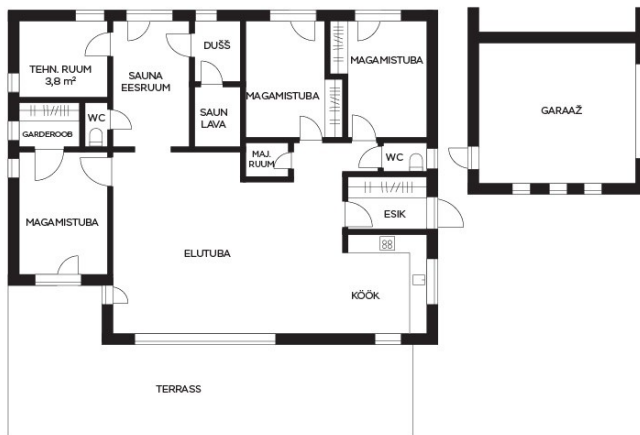 TEHN. RUUM
3,8 m²
SAUNA
EESRUUM
DUŠŠ
SAUN
LAVA
MAGAMISTUBA
MAGAMISTUBA
GARAAŽ
GARDEROOB
WC
MAJ.
RUUM
WC
MAGAMISTUBA
ESIK
ELUTUBA
KÖÖK
TERRASS